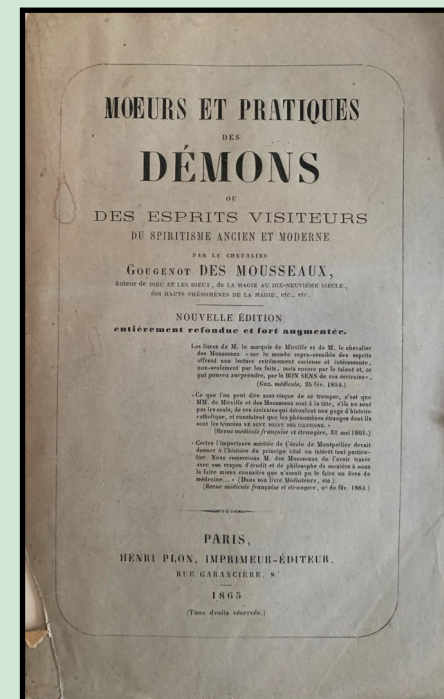 MŒURS ET PRATIQUES
DES
DÉMONS
OU
DES ESPRITS VISITEURS
DU SPIRITISME ANCIEN ET MODERNE
PAR LE CHEVALIER
GOUGENOT DES MOUSSEAUX,
Auteur de DIEU ET LES DIEUX, de LA MAGIE AU DIX-NEUVIÈME SIÈCLE,
des HAUTS PHÉNOMÈNES DE LA MAGIE, etc., etc.
NOUVELLE ÉDITION
entièrement refondue et fort augmentée.
Les livres de M. le marquis de Mirville et de M. le chevalier
des Mousseaux « sur le monde supra-sensible des esprits
offrent une lecture extrêmement curieuse et intéressante,
non-seulement par les faits, mais encore par le talent et, ce
qui pourra surprendre, par le BON SENS de ces écrivains ».
(Gaz. médicale, 25 fév. 1854.)
« Ce que l'on peut dire sans risque de se tromper, c'est que
MM. de Mirville et des Mousseaux sont à la tête, s'ils ne sont
pas les seuls, de ces écrivains qui déroulent une page d'histoire
catholique, et constatent que les phénomènes étranges dont ils
sont les témoins NE SONT POINT DES ILLUSIONS. »
(Revue médicale française et étrangère, 31 mai 1861.)
« Certes l'importance méritée de l'école de Montpellier devait
donner à l'histoire du principe vital un intérêt tout particu-
lier. Nous remercions M. des Mousseaux de l'avoir tracée
avec son crayon d'érudit et de philosophe de manière à nous
la faire mieux connaître que n'aurait pu le faire un livre de
médecine... » (Dans son livre Médiateurs, etc.)
(Revue médicale française et étrangère, n° de fév. 1864.)
PARIS,
HENRI PLON, IMPRIMEUR-ÉDITEUR,
RUE GARANCIÈRE, 8
1865
(Tous droits réservés.)